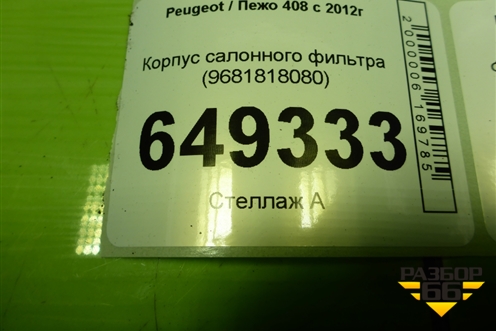 Peugeot / Пежо 408 с 2012г
Корпус салонного фильтра
(9681818080)
649333
Стеллаж А
2000006169785
РАЗБОР
66